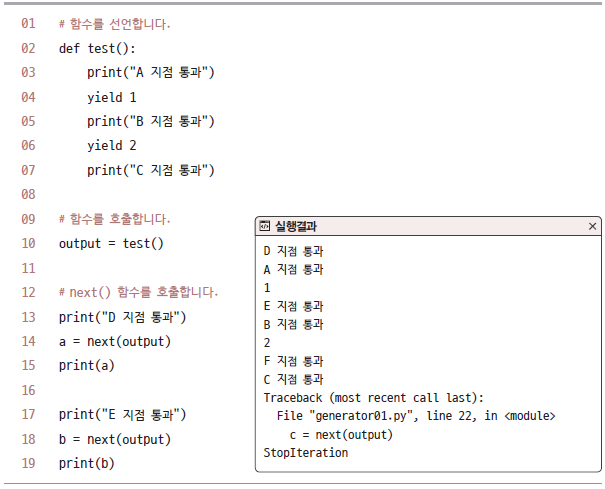 01 # 함수를 선언합니다.
02 def test():
03     print("A 지점 통과")
04     yield 1
05     print("B 지점 통과")
06     yield 2
07     print("C 지점 통과")
08
09 # 함수를 호출합니다.
10 output = test()
11
12 # next() 함수를 호출합니다.
13 print("D 지점 통과")
14 a = next(output)
15 print(a)
16
17 print("E 지점 통과")
18 b = next(output)
19 print(b)
실행결과
D 지점 통과
A 지점 통과
1
E 지점 통과
B 지점 통과
2
F 지점 통과
C 지점 통과
Traceback (most recent call last):
  File "generator01.py", line 22, in <module>
    c = next(output)
StopIteration